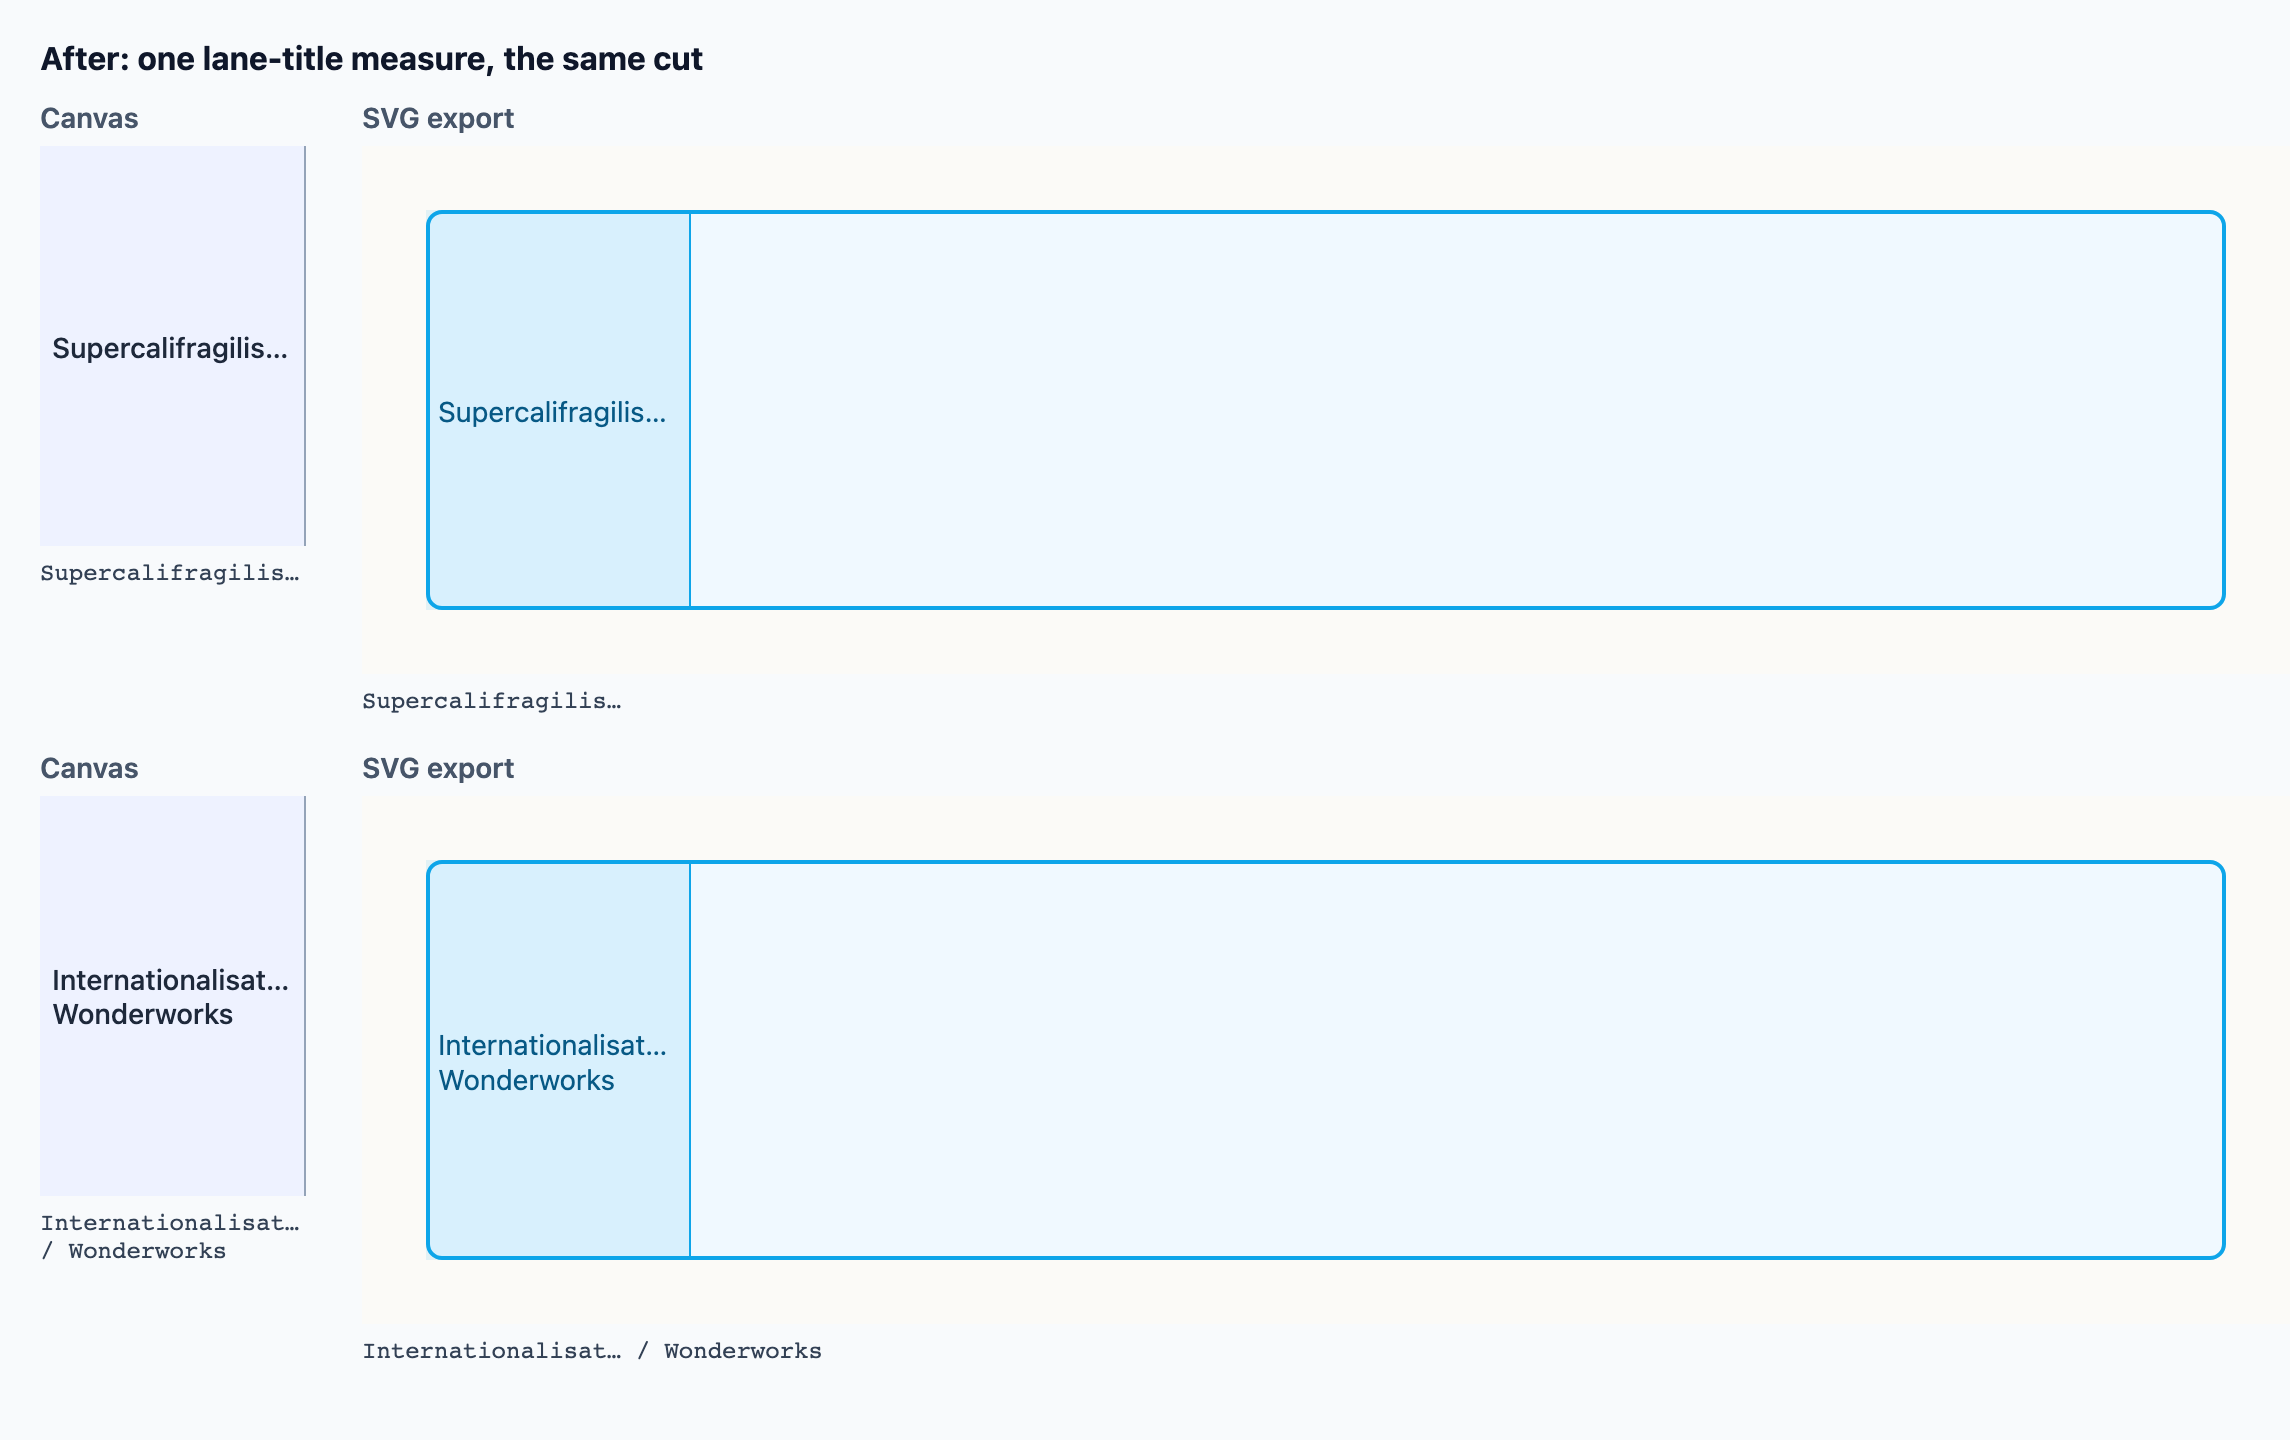 After: one lane-title measure, the same cut
Canvas
SVG export
Supercalifragilis…
Supercalifragilis…
Supercalifragilis…
Supercalifragilis…
Canvas
SVG export
Internationalisat…
Wonderworks
Internationalisat…
Wonderworks
Internationalisat…
/ Wonderworks
Internationalisat… / Wonderworks